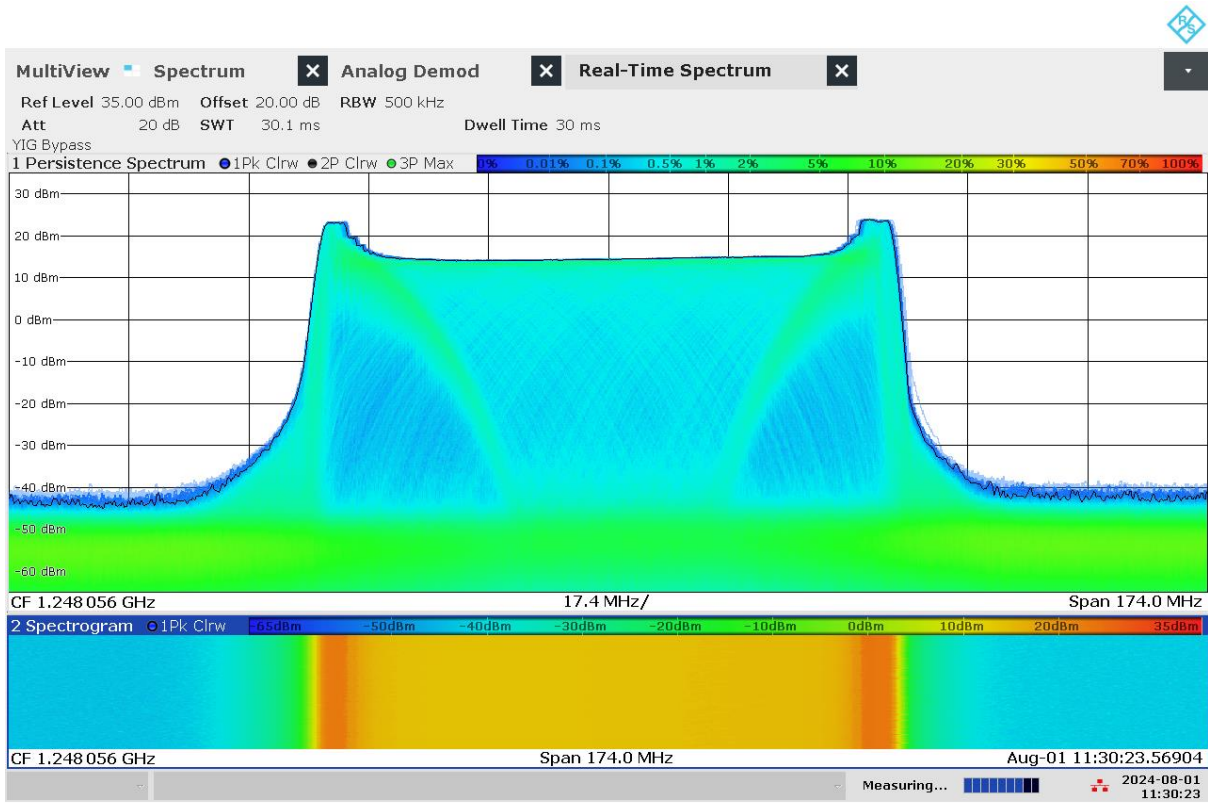 R&S
MultiView Spectrum X Analog Demod X Real-Time Spectrum X
Ref Level 35.00 dBm Offset 20.00 dB RBW 500 kHz
Att 20 dB SWT 30.1 ms Dwell Time 30 ms
YIG Bypass
1 Persistence Spectrum 1Pk Clrw 2P Clrw 3P Max 0% 0.01% 0.1% 0.5% 1% 2% 5% 10% 20% 30% 50% 70% 100%
30 dBm
20 dBm
10 dBm
0 dBm
-10 dBm
-20 dBm
-30 dBm
-40 dBm
-50 dBm
-60 dBm
CF 1.248 056 GHz 17.4 MHz/ Span 174.0 MHz
2 Spectrogram 1Pk Clrw -65dBm -50dBm -40dBm -30dBm -20dBm -10dBm 0dBm 10dBm 20dBm 35dBm
CF 1.248 056 GHz Span 174.0 MHz Aug-01 11:30:23.56904
Measuring... 2024-08-01
11:30:23